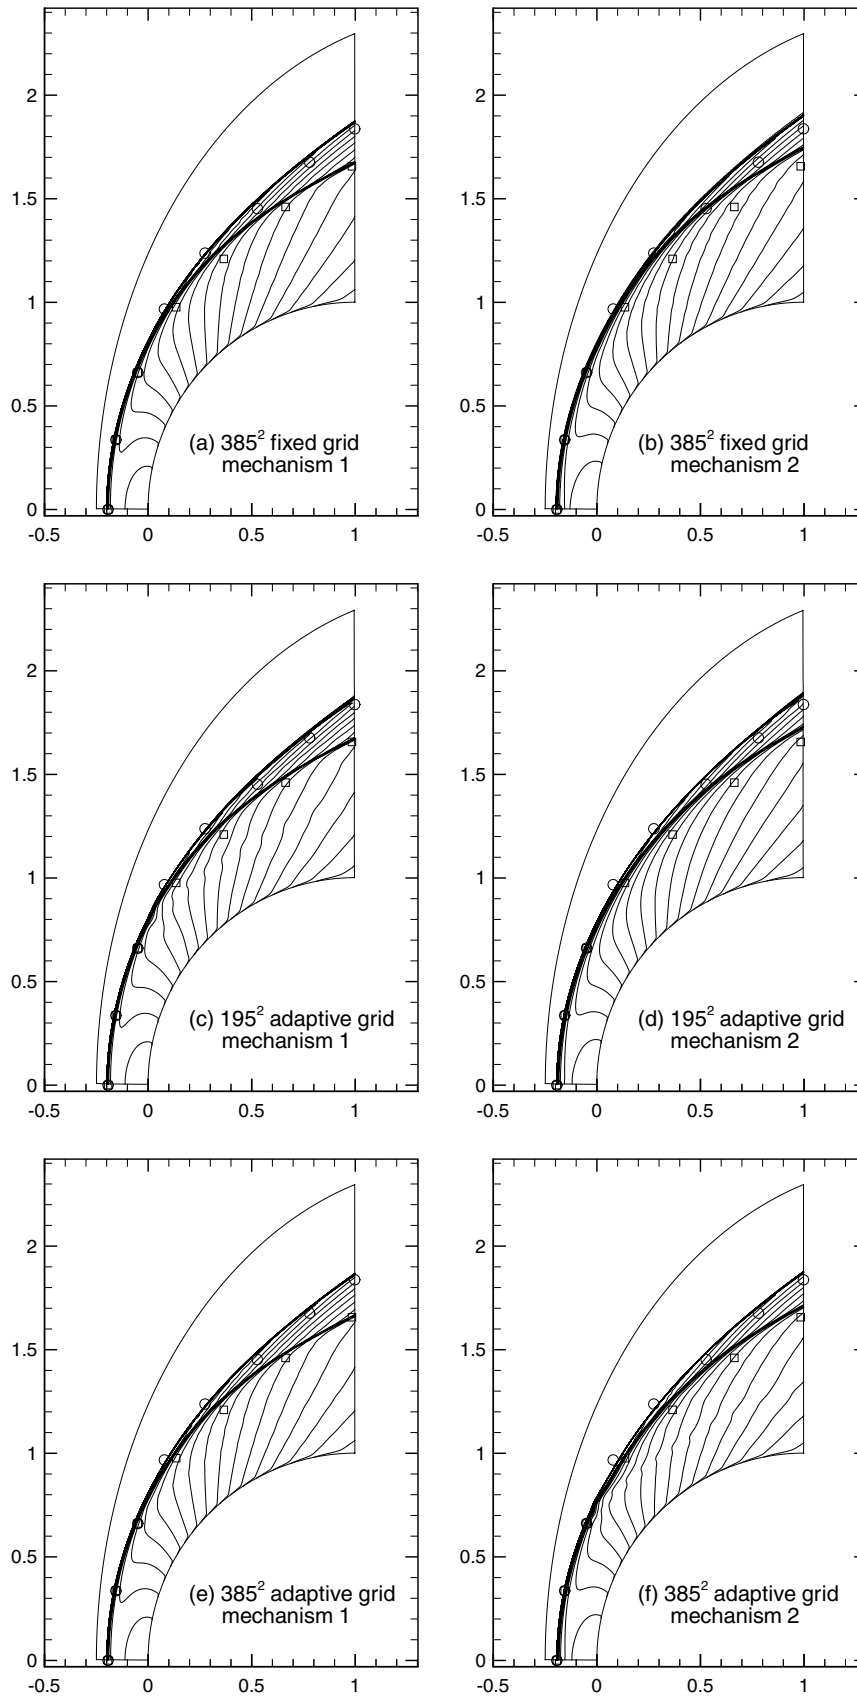 2
1.5
1
0.5
0
-0.5 0 0.5 1
(a) 385² fixed grid
mechanism 1
2
1.5
1
0.5
0
-0.5 0 0.5 1
(b) 385² fixed grid
mechanism 2
2
1.5
1
0.5
0
-0.5 0 0.5 1
(c) 195² adaptive grid
mechanism 1
2
1.5
1
0.5
0
-0.5 0 0.5 1
(d) 195² adaptive grid
mechanism 2
2
1.5
1
0.5
0
-0.5 0 0.5 1
(e) 385² adaptive grid
mechanism 1
2
1.5
1
0.5
0
-0.5 0 0.5 1
(f) 385² adaptive grid
mechanism 2